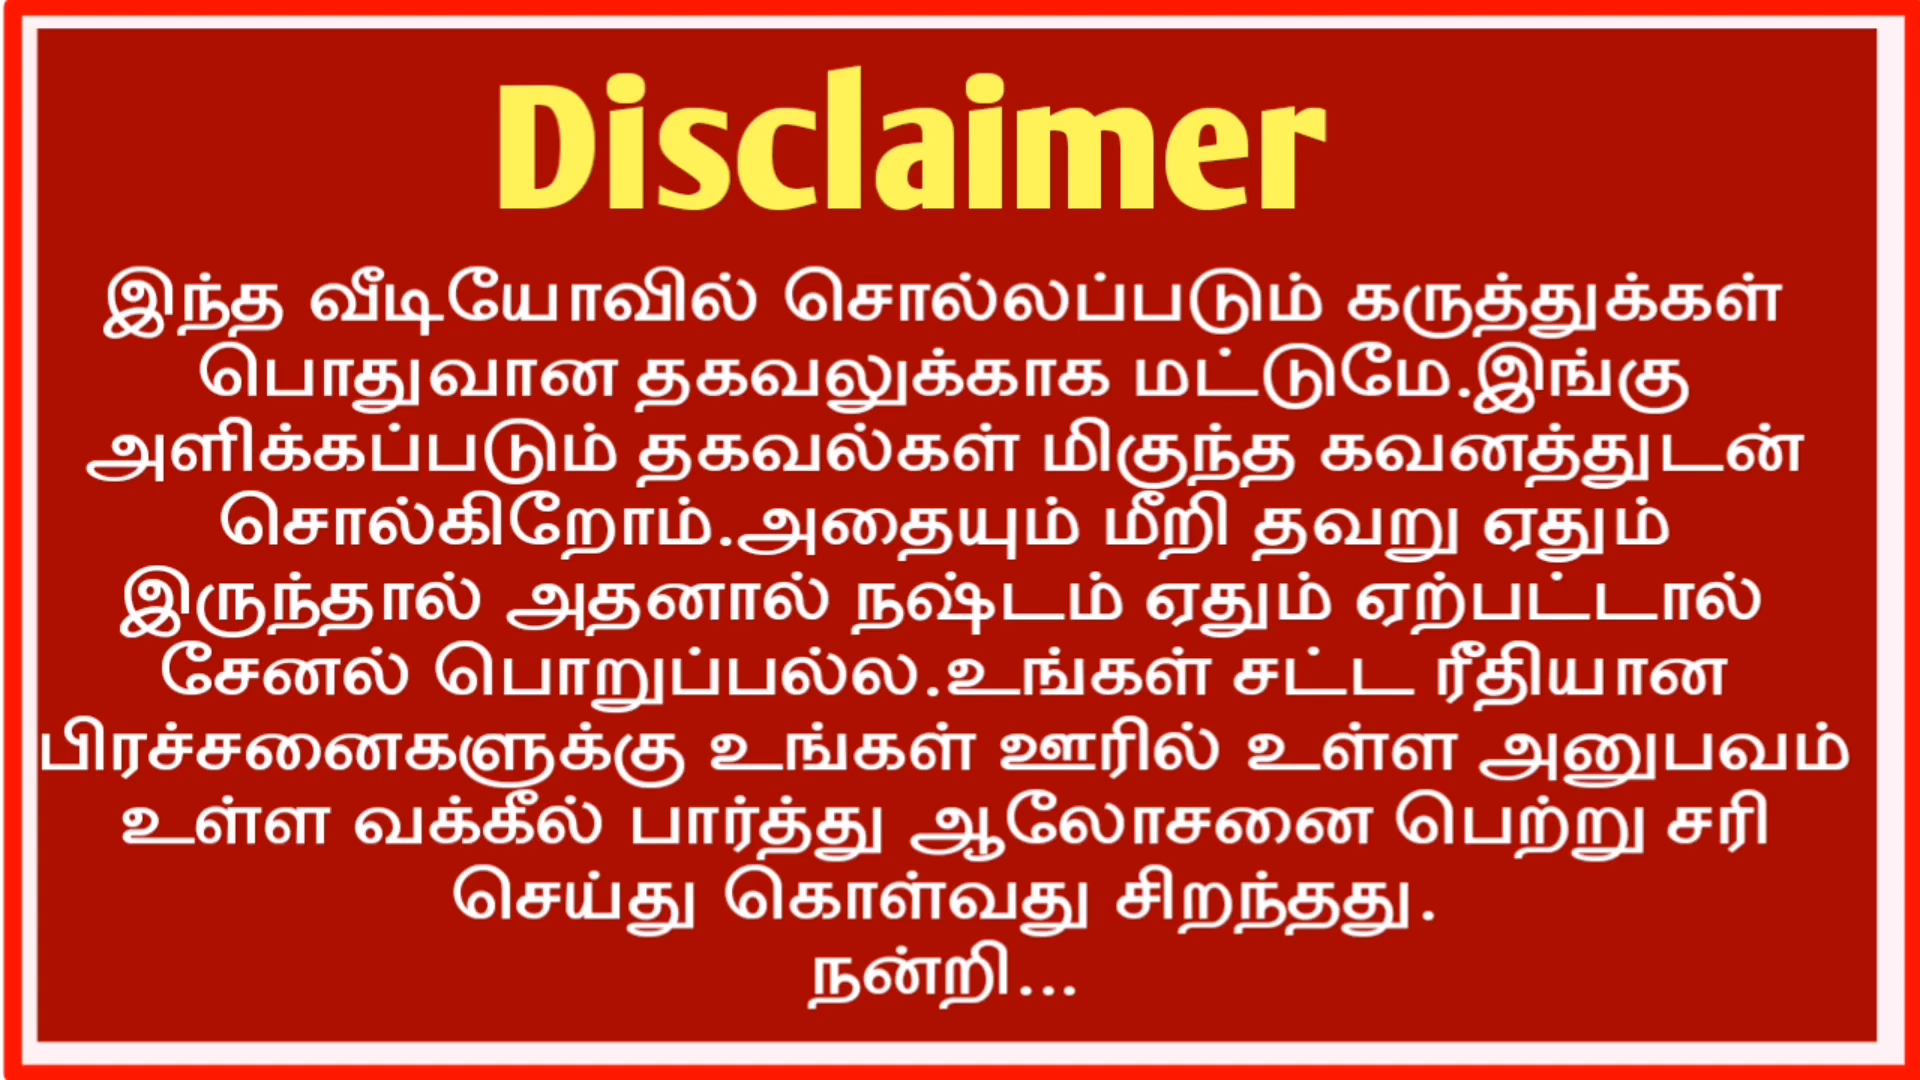 Disclaimer
இந்த வீடியோவில் சொல்லப்படும் கருத்துக்கள்
பொதுவான தகவலுக்காக மட்டுமே.இங்கு
அளிக்கப்படும் தகவல்கள் மிகுந்த கவனத்துடன்
சொல்கிறோம்.அதையும் மீறி தவறு ஏதும்
இருந்தால் அதனால் நஷ்டம் ஏதும் ஏற்பட்டால்
சேனல் பொறுப்பல்ல.உங்கள் சட்ட ரீதியான
பிரச்சனைகளுக்கு உங்கள் ஊரில் உள்ள அனுபவம்
உள்ள வக்கீல் பார்த்து ஆலோசனை பெற்று சரி
செய்து கொள்வது சிறந்தது.
நன்றி...